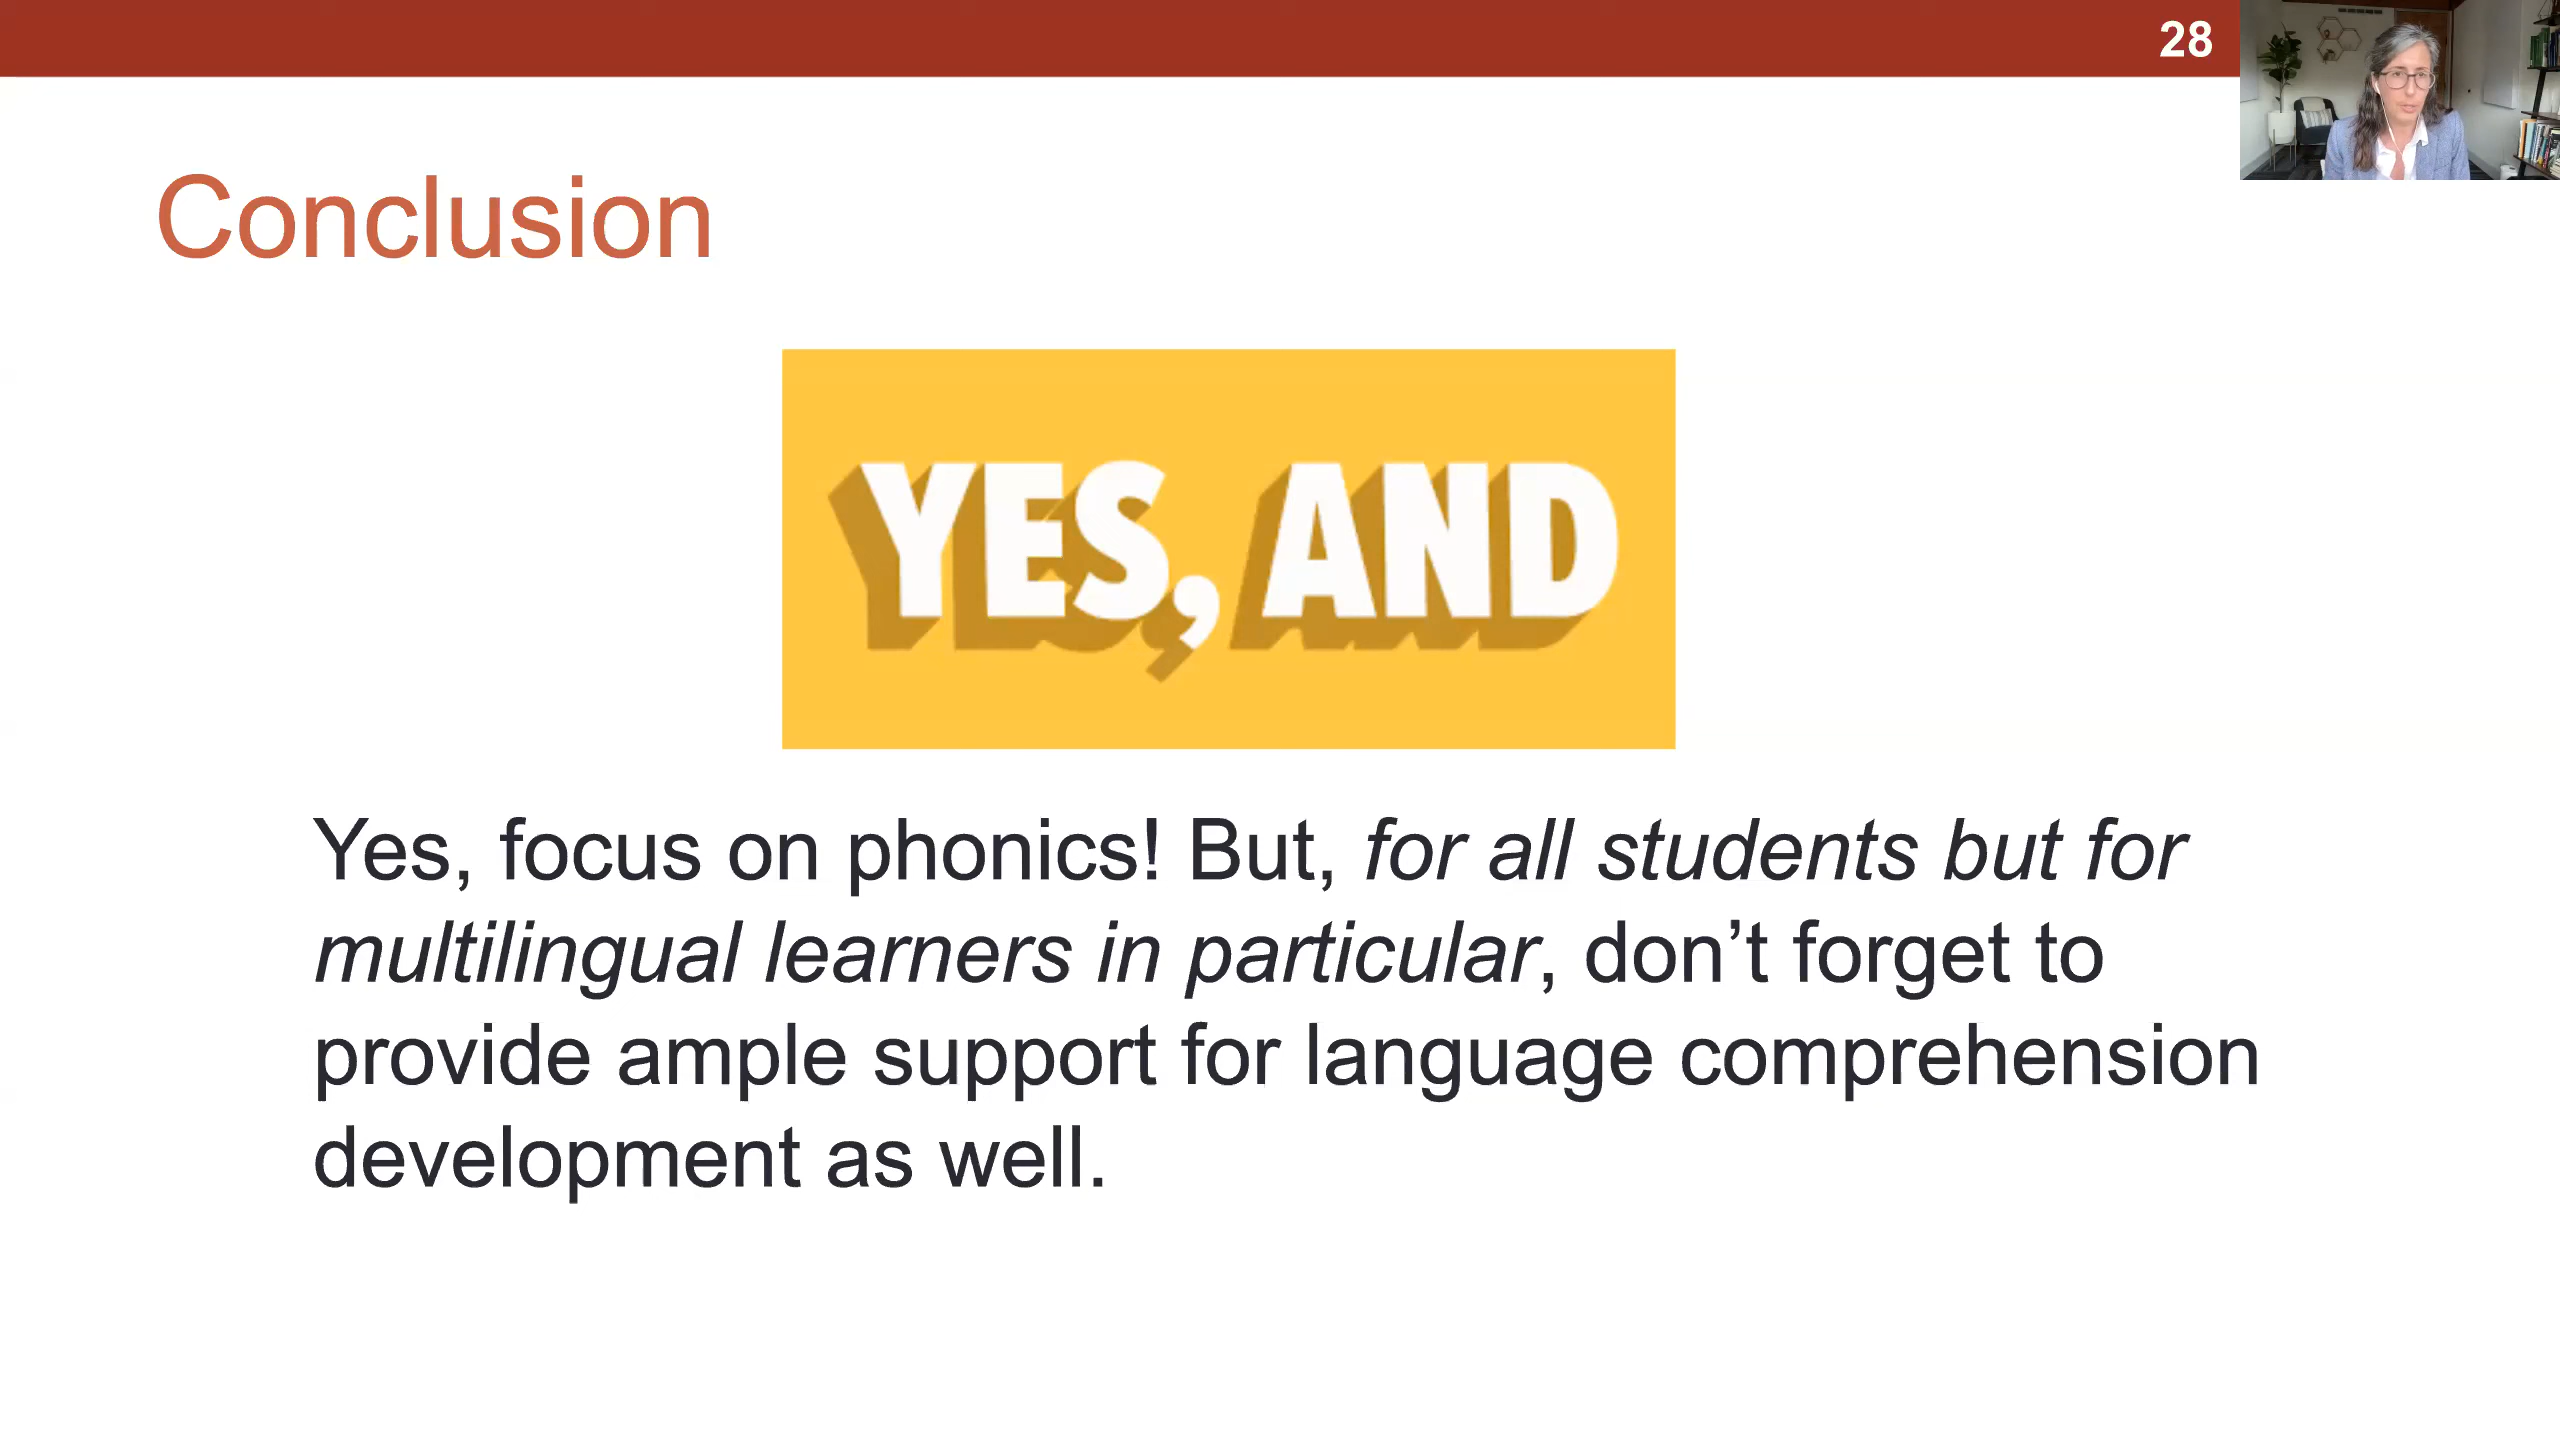 28
Conclusion
YES, AND
Yes, focus on phonics! But, for all students but for
multilingual learners in particular, don’t forget to
provide ample support for language comprehension
development as well.